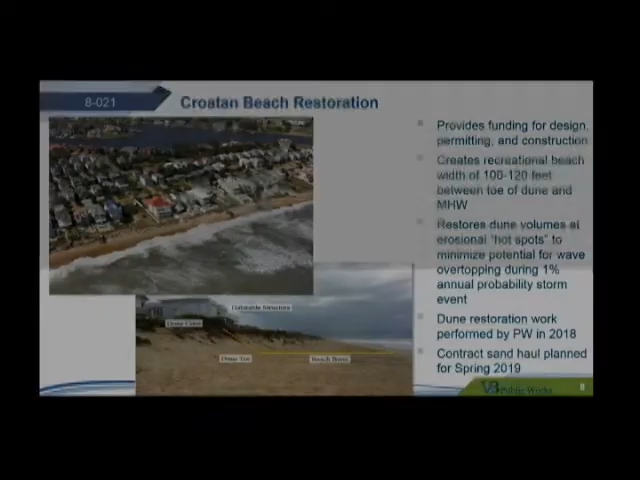 8-021
Croatan Beach Restoration
Provides funding for design,
permitting, and construction
Creates recreational beach
width of 100-120 feet
between toe of dune and
MHW
Restores dune volumes at
erosional "hot spots" to
minimize potential for wave
overtopping during 1%
annual probability storm
event
Dune restoration work
performed by PW in 2018
Contract sand haul planned
for Spring 2019
Habitable Structure
Dune Crest
Dune Toe
Beach Berm
VB Public Works
8